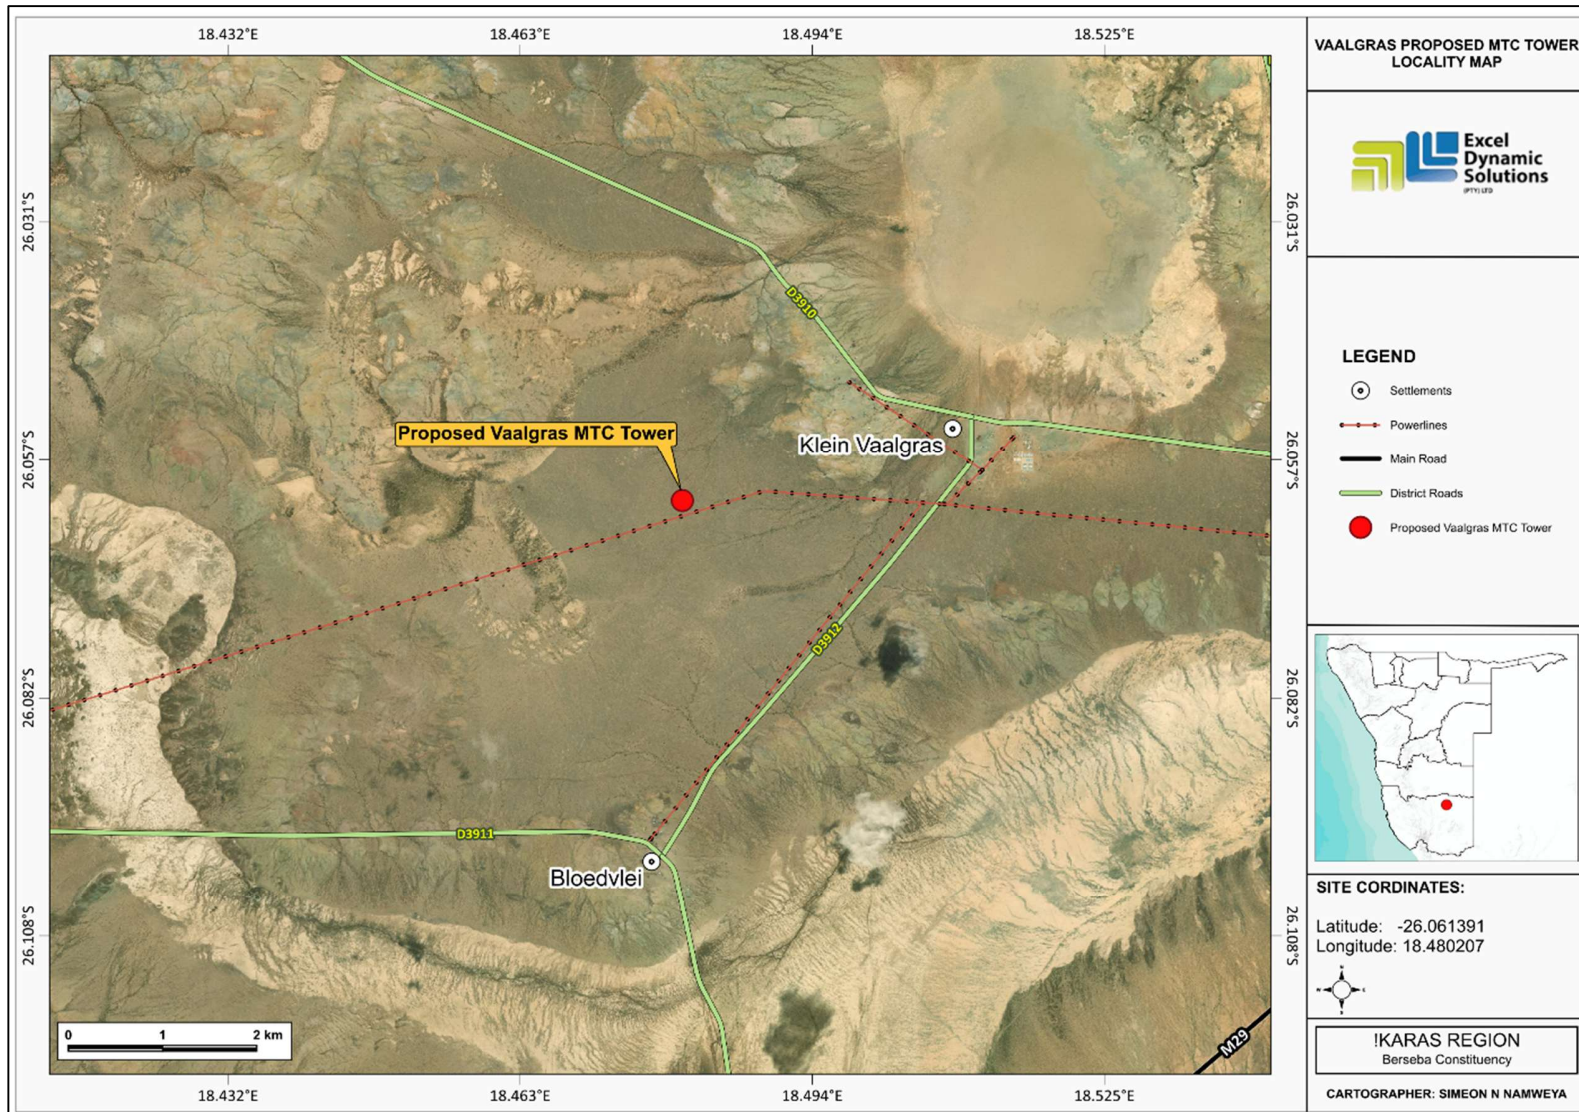 18.432°E
18.463°E
18.494°E
18.525°E
26.031°S
26.057°S
26.082°S
26.108°S
26.031°S
26.057°S
26.082°S
26.108°S
18.432°E
18.463°E
18.494°E
18.525°E
D3910
Proposed Vaalgras MTC Tower
Klein Vaalgras
D3912
D3911
Bloedvlei
M29
0 1 2 km
VAALGRAS PROPOSED MTC TOWER
LOCALITY MAP
Excel
Dynamic
Solutions
(PTY) LTD
LEGEND
Settlements
Powerlines
Main Road
District Roads
Proposed Vaalgras MTC Tower
SITE CORDINATES:
Latitude: -26.061391
Longitude: 18.480207
N
W E
S
!KARAS REGION
Berseba Constituency
CARTOGRAPHER: SIMEON N NAMWEYA